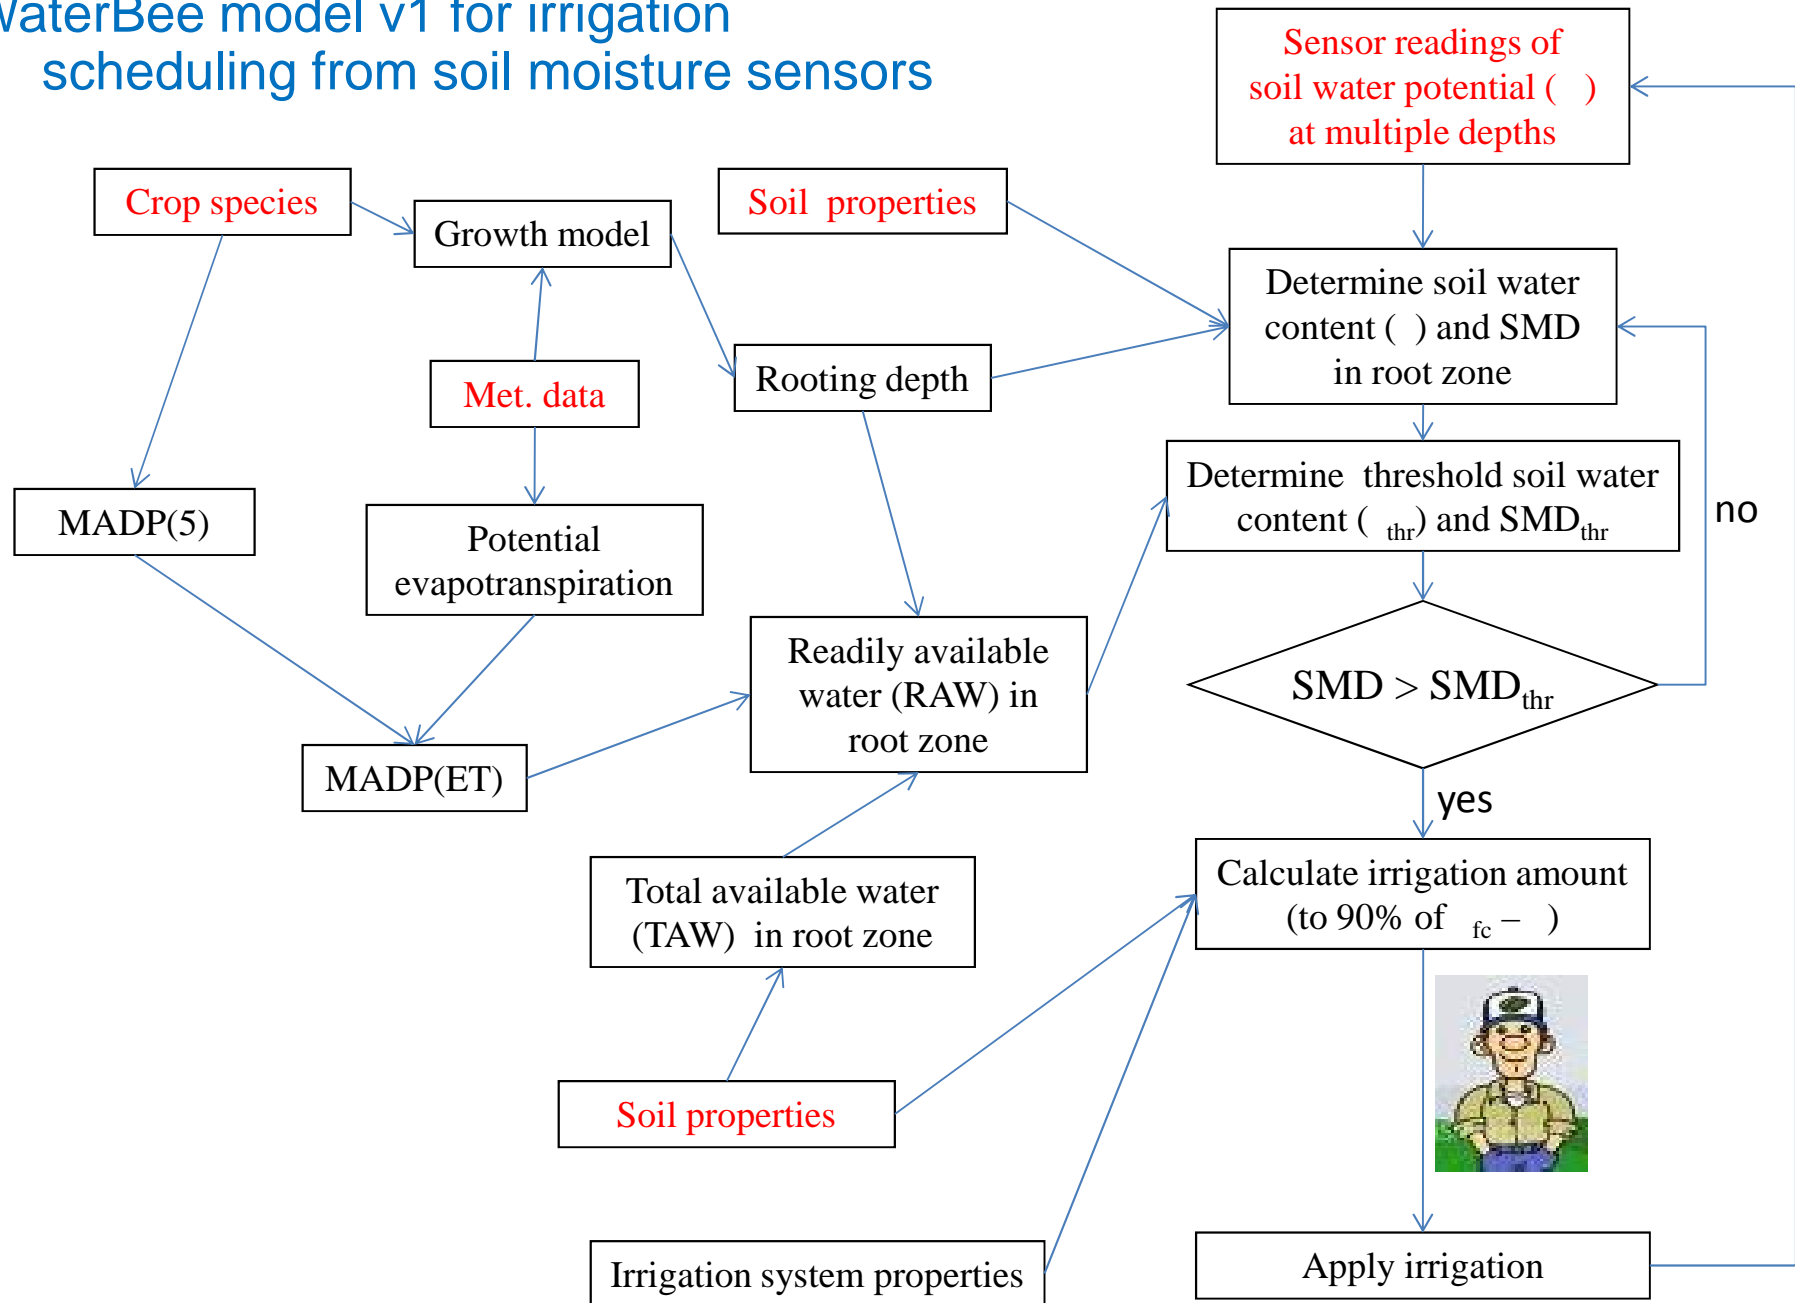 WaterBee model v1 for irrigation
scheduling from soil moisture sensors
Sensor readings of
soil water potential ( )
at multiple depths
Crop species
Growth model
Soil properties
Determine soil water
content ( ) and SMD
in root zone
Met. data
Rooting depth
MADP(5)
Potential
evapotranspiration
Determine threshold soil water
content ( thr) and SMDthr
no
Readily available
water (RAW) in
root zone
SMD > SMDthr
MADP(ET)
yes
Total available water
(TAW) in root zone
Calculate irrigation amount
(to 90% of fc – )
Soil properties
Irrigation system properties
Apply irrigation